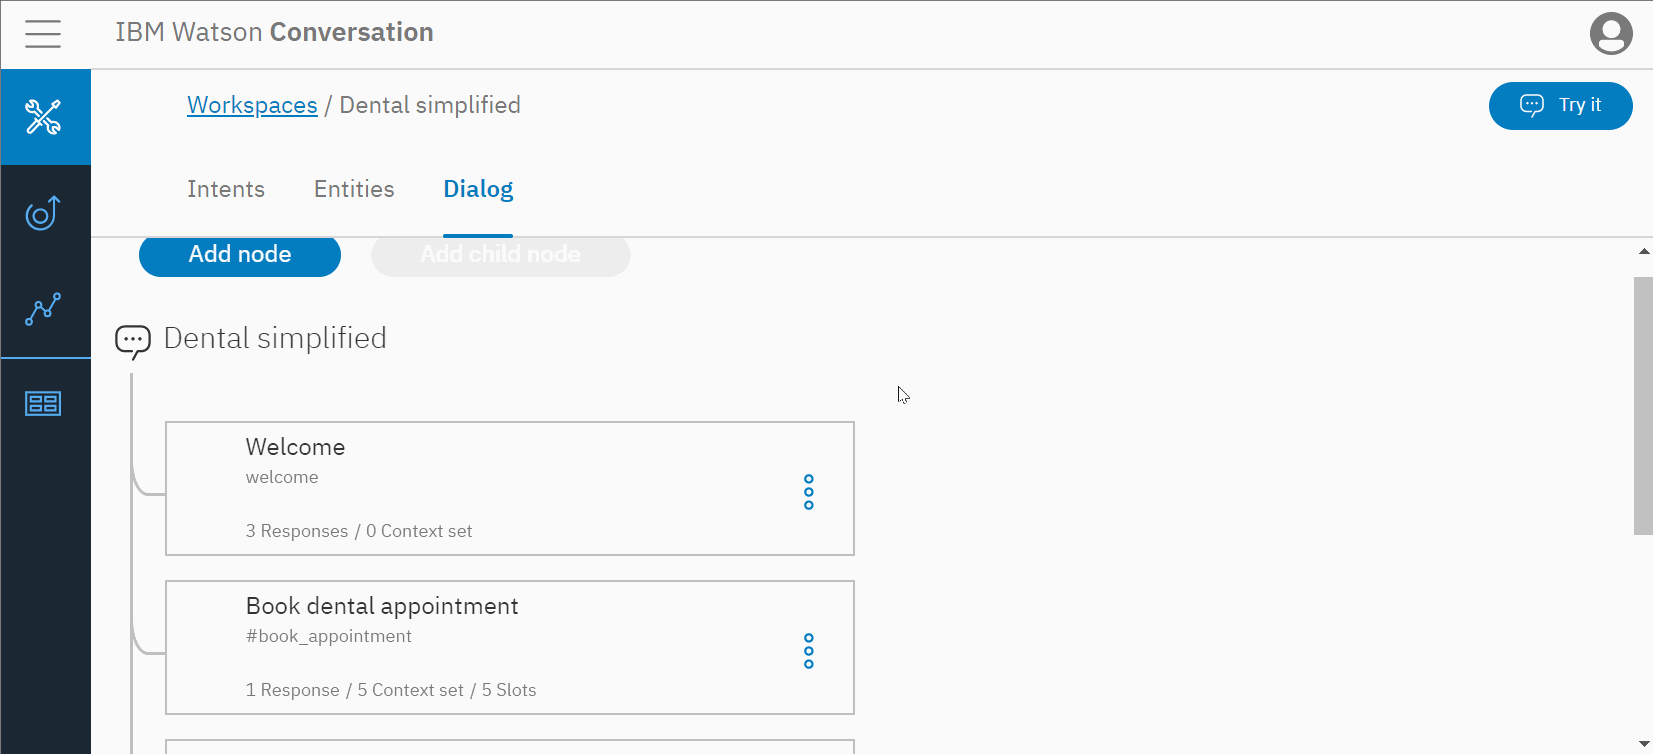 IBM Watson Conversation
Workspaces / Dental simplified
Try it
Intents Entities Dialog
Add node Add child node
Dental simplified
Welcome
welcome
3 Responses / 0 Context set
Book dental appointment
#book_appointment
1 Response / 5 Context set / 5 Slots